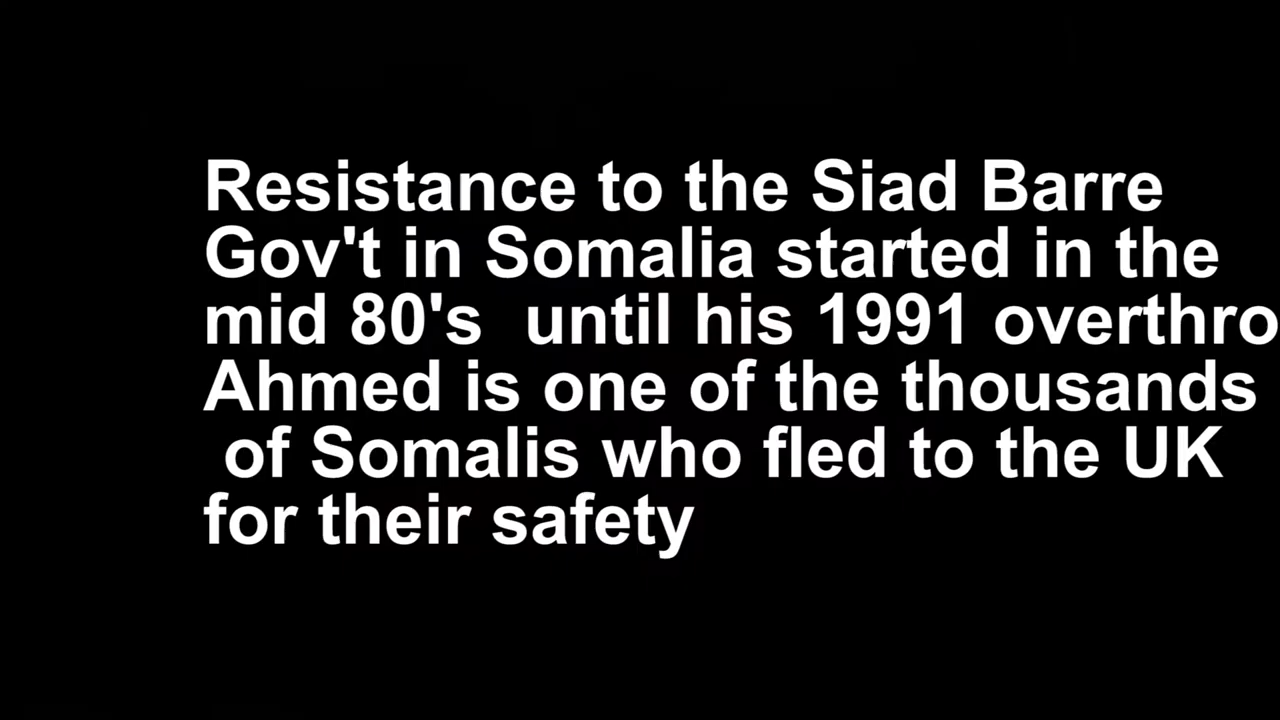 Resistance to the Siad Barre
Gov't in Somalia started in the
mid 80's  until his 1991 overthro
Ahmed is one of the thousands
of Somalis who fled to the UK
for their safety